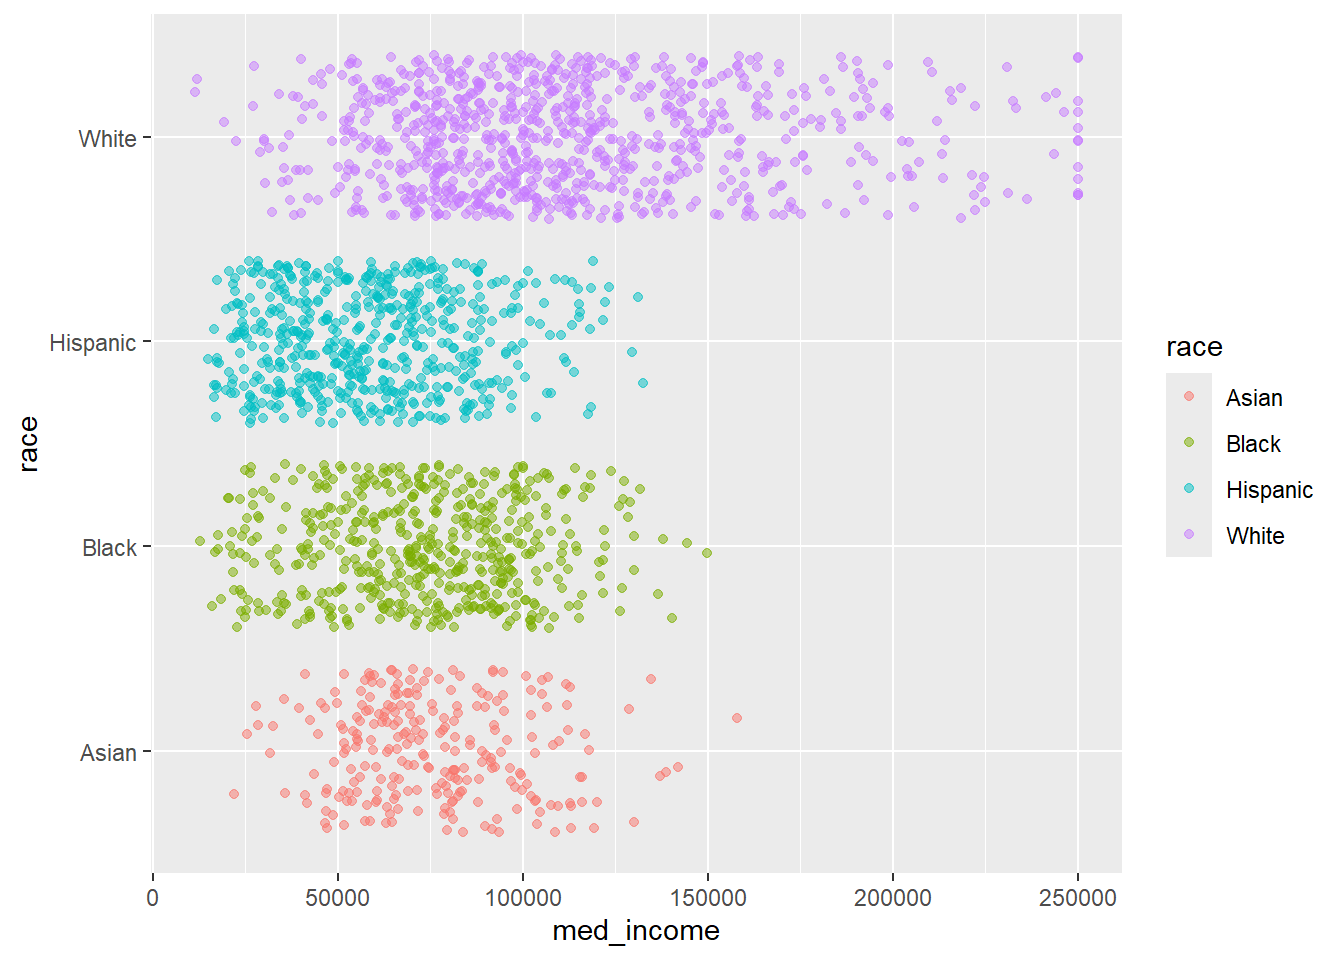 White
Hispanic
Black
Asian
race
0 50000 100000 150000 200000 250000
med_income
race
Asian
Black
Hispanic
White